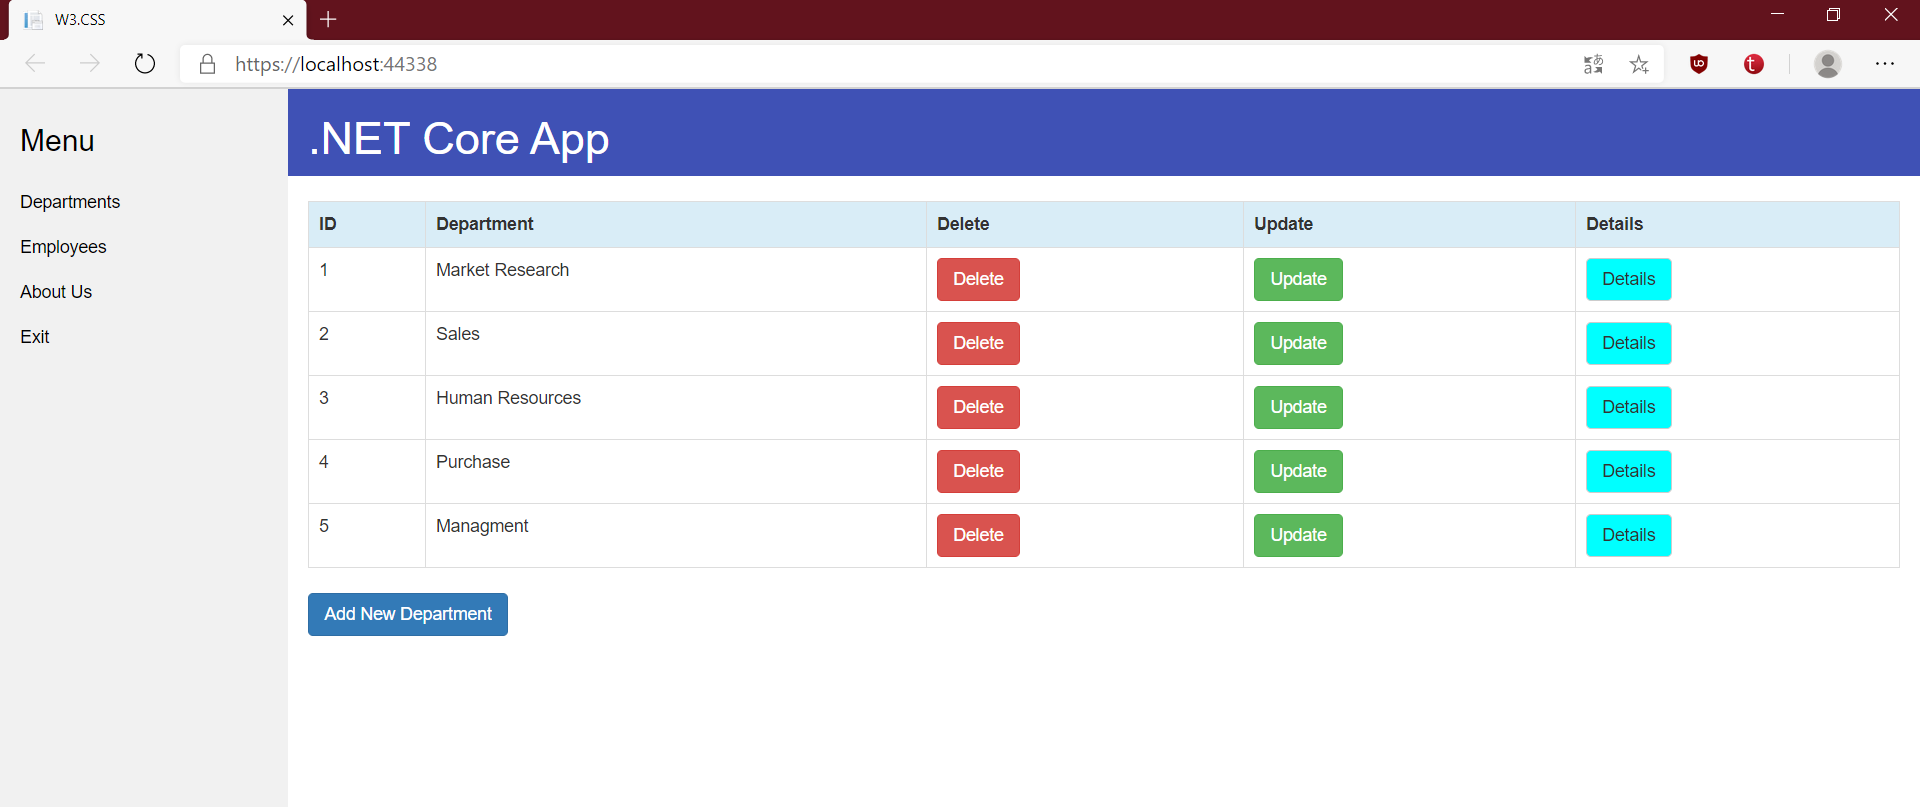 W3.CSS
https://localhost:44338
Menu
Departments
Employees
About Us
Exit
.NET Core App
ID Department Delete Update Details
1 Market Research Delete Update Details
2 Sales Delete Update Details
3 Human Resources Delete Update Details
4 Purchase Delete Update Details
5 Managment Delete Update Details
Add New Department